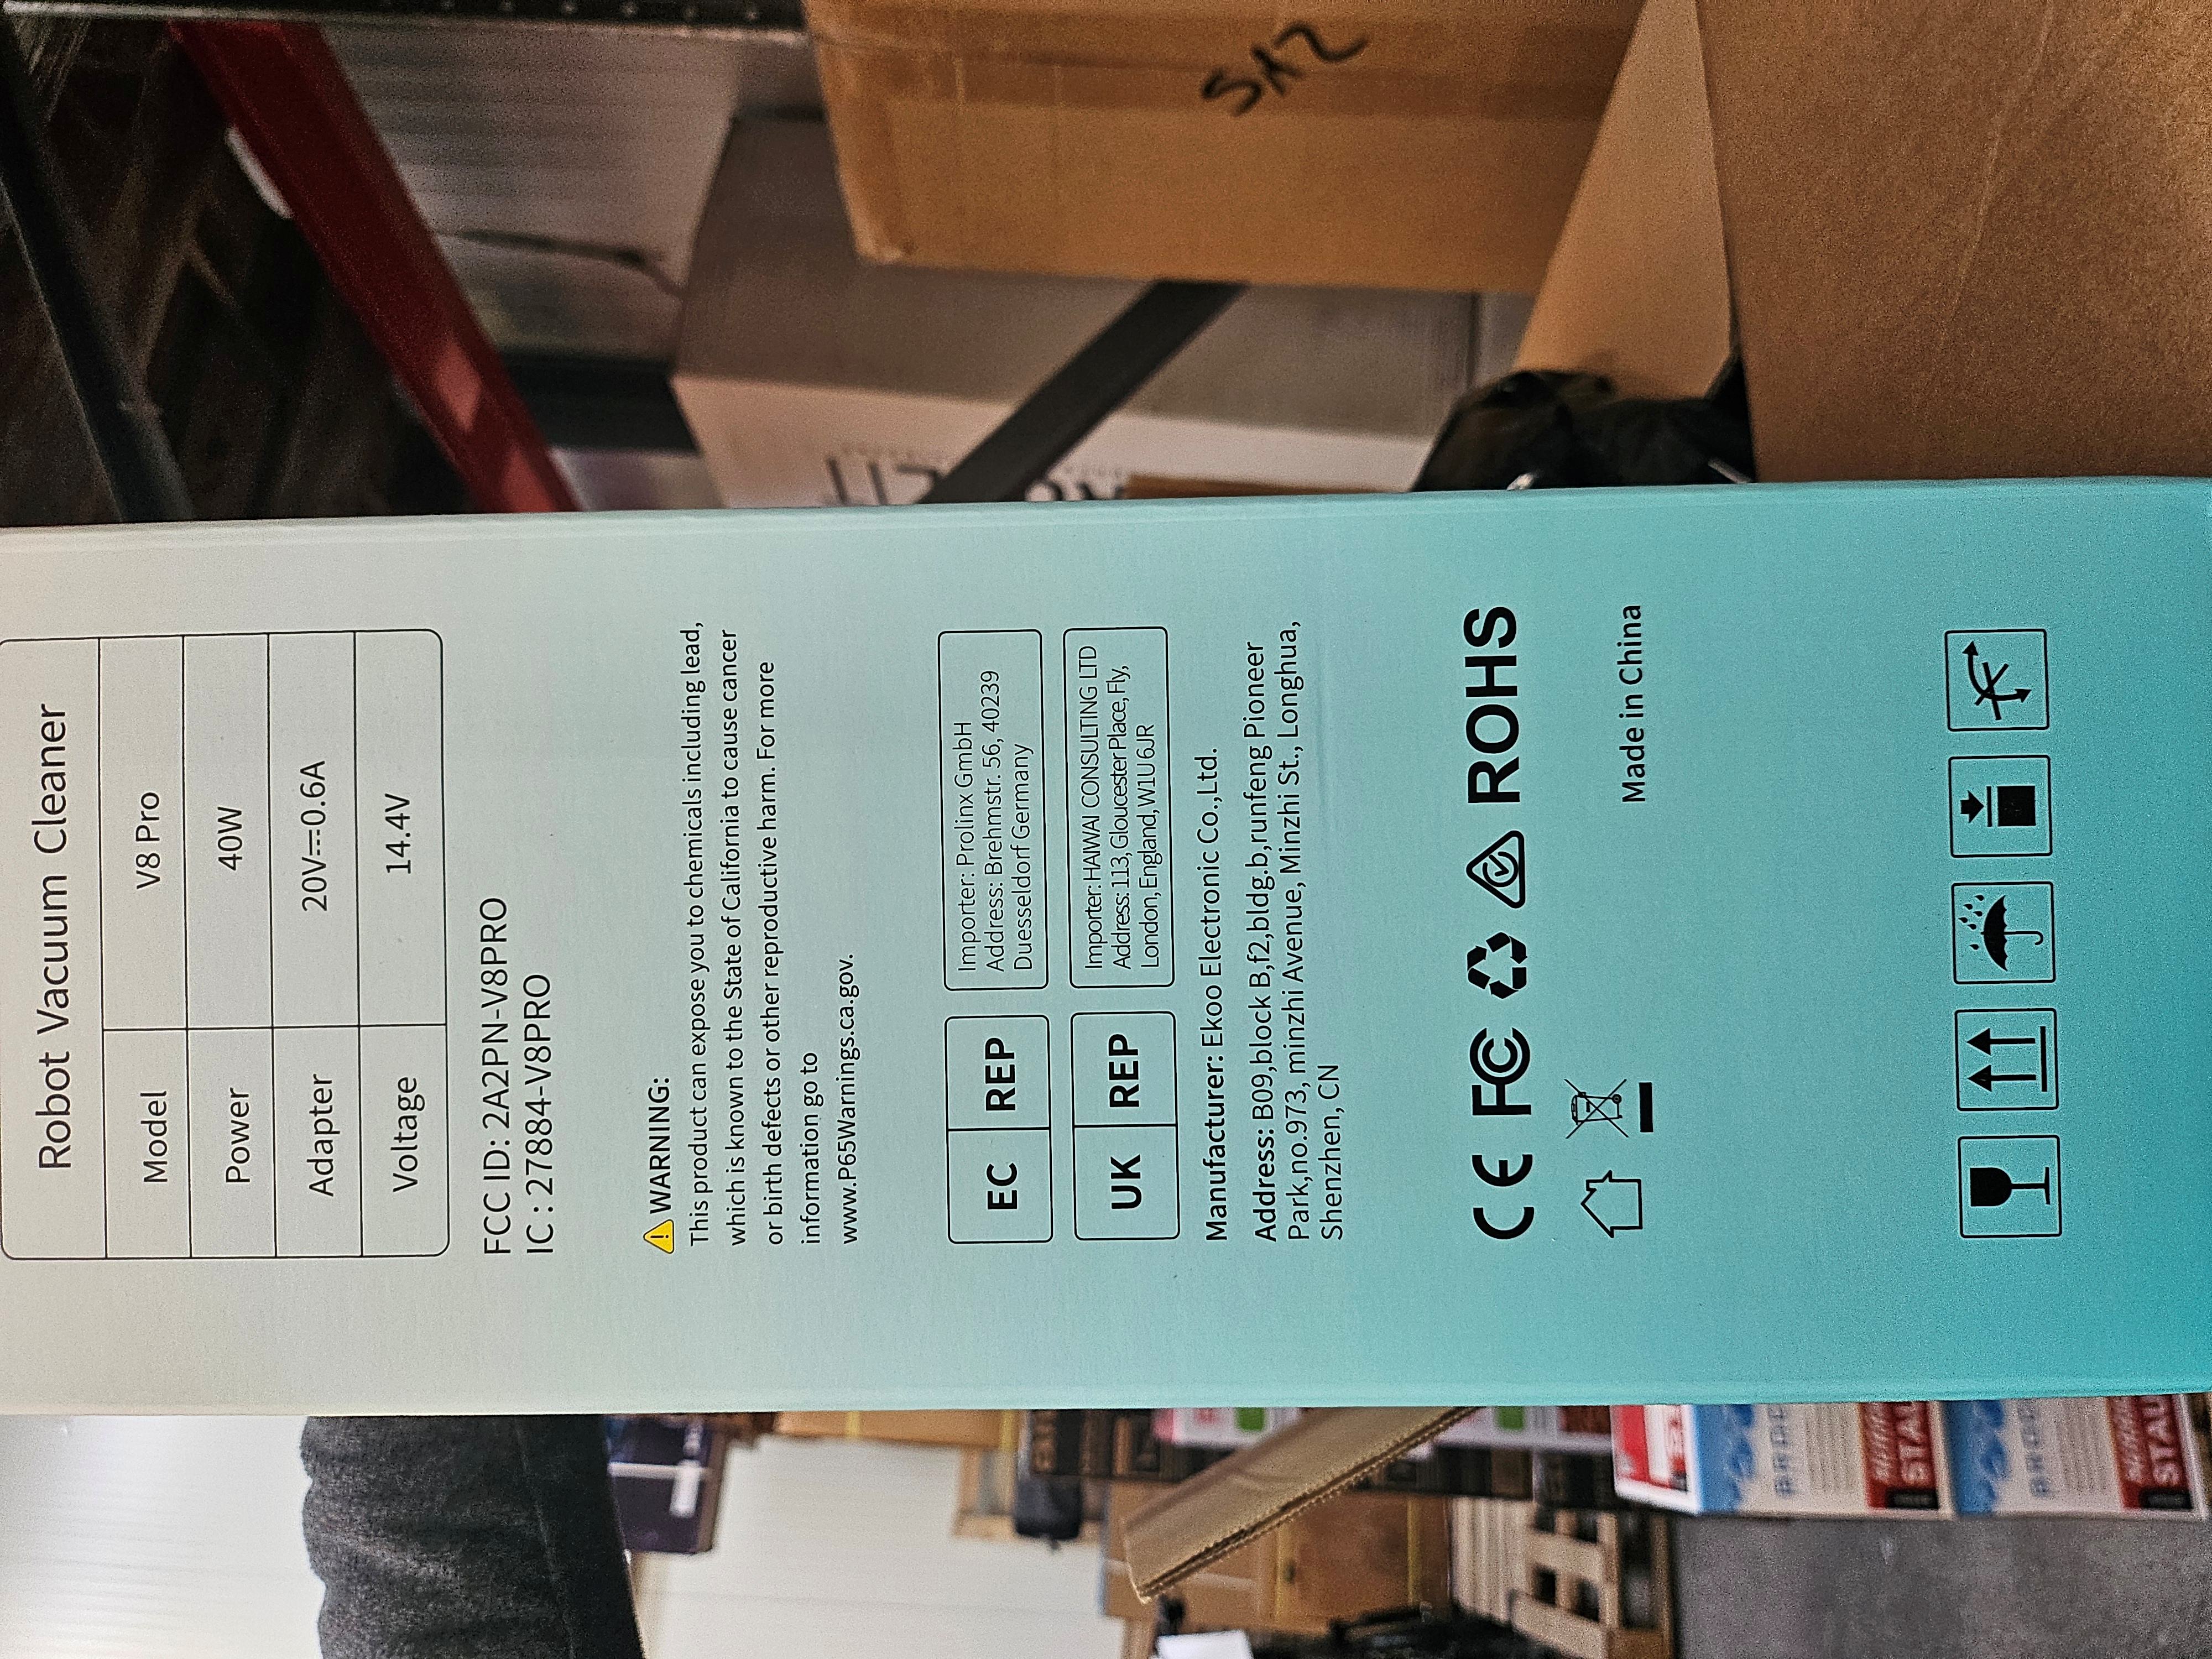 Robot Vacuum Cleaner
Model V8 Pro
Power 40W
Adapter 20V⎓0.6A
Voltage 14.4V
FCC ID: 2A2PN-V8PRO
IC : 27884-V8PRO
WARNING:
This product can expose you to chemicals including lead,
which is known to the State of California to cause cancer
or birth defects or other reproductive harm. For more
information go to
www.P65Warnings.ca.gov.
EC REP
Importer: Prolinx GmbH
Address: Brehmstr. 56, 40239
Duesseldorf Germany
UK REP
Importer: HAIWAI CONSULTING LTD
Address: 113, Gloucester Place, Fly,
London, England, W1U 6JR
Manufacturer: Ekoo Electronic Co.,Ltd.
Address: B09,block B,f2,bldg.b,runfeng Pioneer
Park,no.973, minzhi Avenue, Minzhi St., Longhua,
Shenzhen, CN
CE FC ROHS
Made in China
SAZ
STAL
STAL